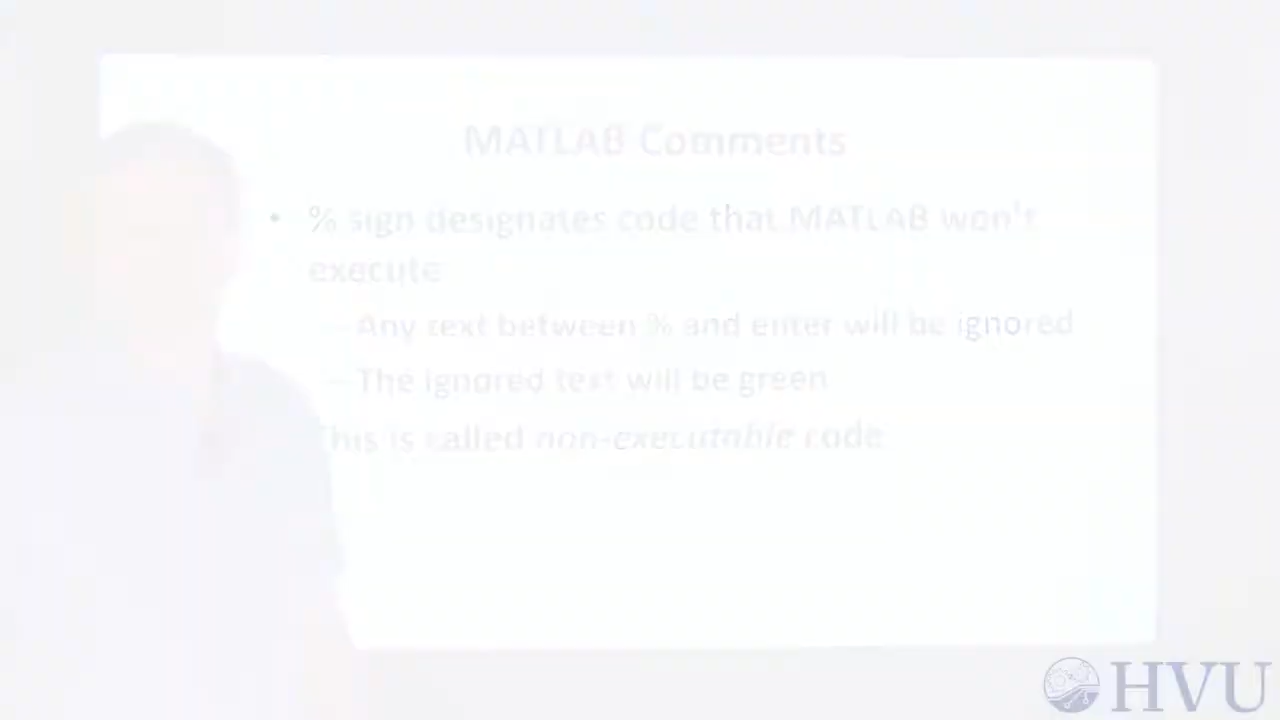 MATLAB Comments
• % sign designates code that MATLAB won't
execute
– Any text between % and enter will be ignored
– The ignored text will be green
This is called non-executable code
HVU